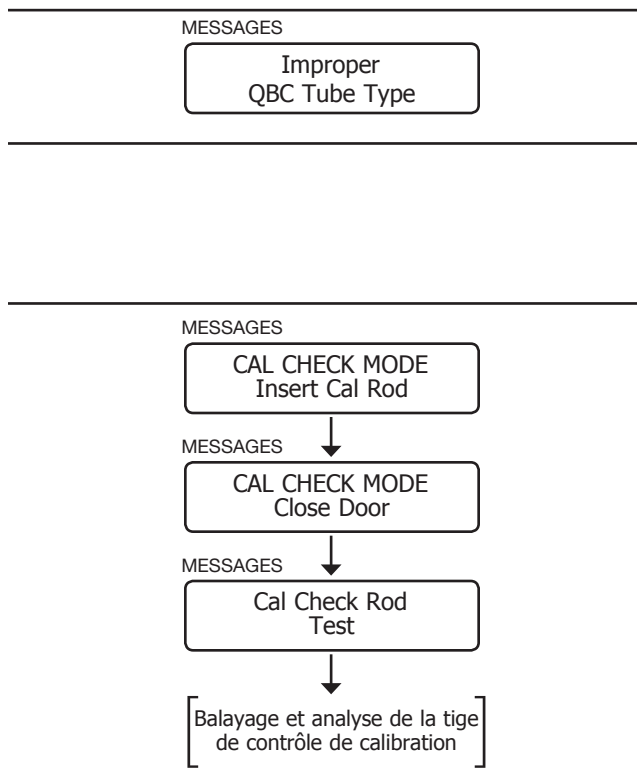 MESSAGES
Improper
QBC Tube Type
MESSAGES
CAL CHECK MODE
Insert Cal Rod
MESSAGES
CAL CHECK MODE
Close Door
MESSAGES
Cal Check Rod
Test
Balayage et analyse de la tige
de contrôle de calibration